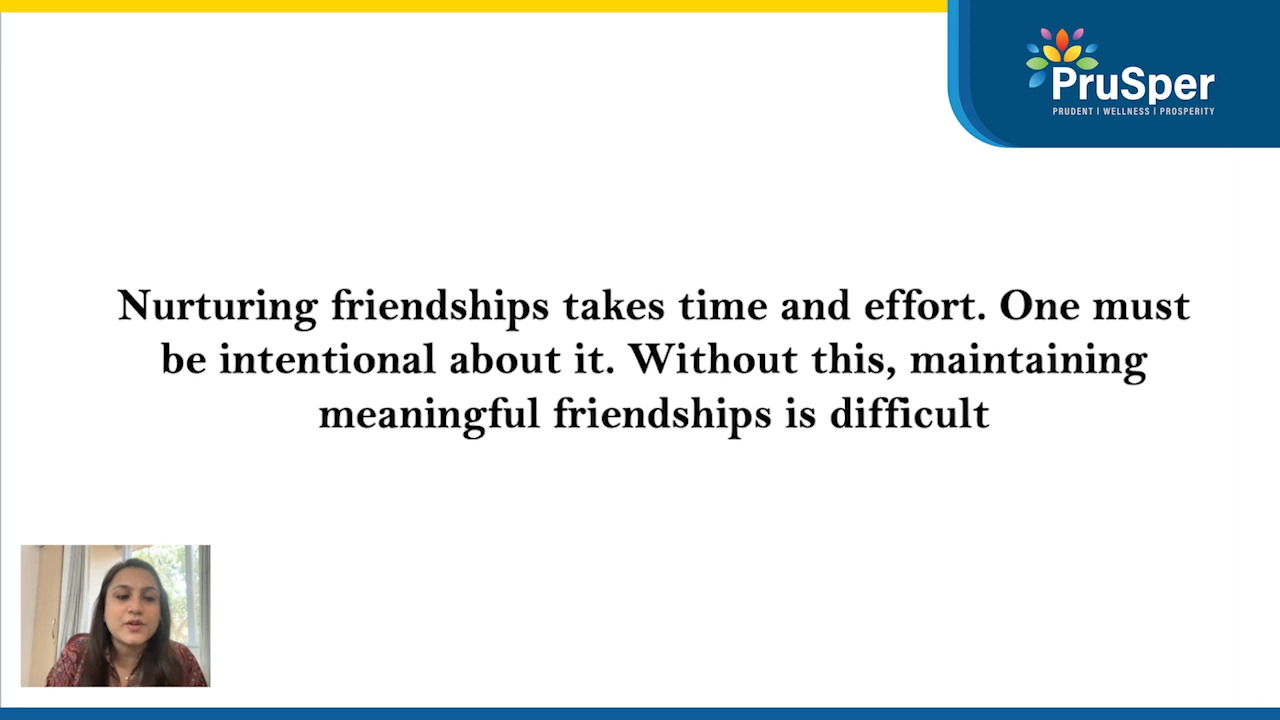 PruSper
PRUDENT | WELLNESS | PROSPERITY
Nurturing friendships takes time and effort. One must
be intentional about it. Without this, maintaining
meaningful friendships is difficult